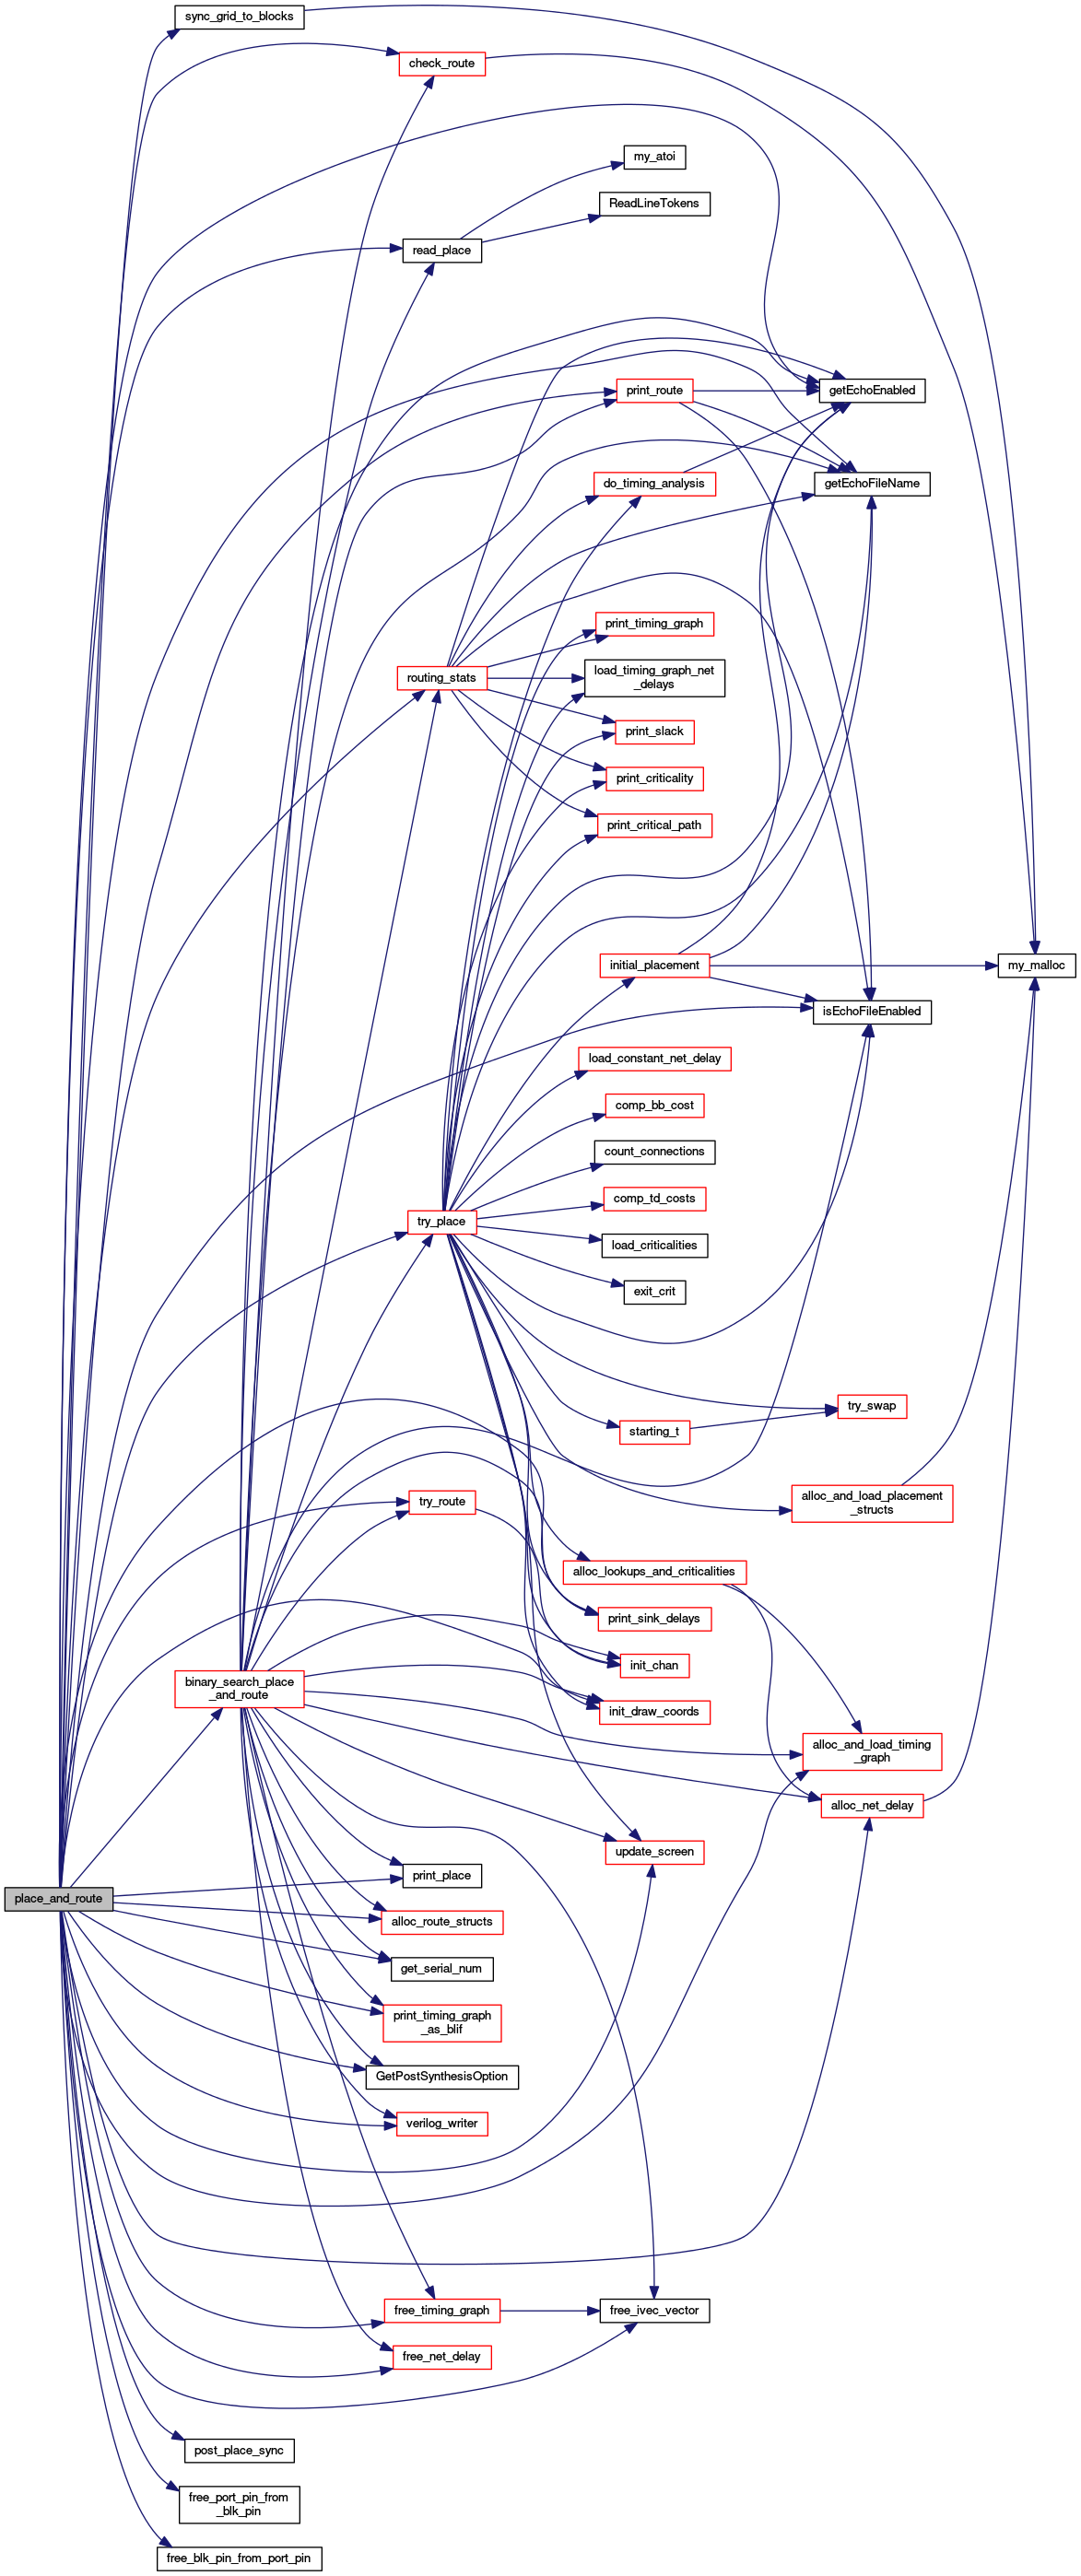 sync_grid_to_blocks
check_route
my_atoi
ReadLineTokens
read_place
print_route
getEchoEnabled
do_timing_analysis
getEchoFileName
print_timing_graph
routing_stats
load_timing_graph_net
_delays
print_slack
print_criticality
print_critical_path
initial_placement
my_malloc
isEchoFileEnabled
load_constant_net_delay
comp_bb_cost
count_connections
comp_td_costs
try_place
load_criticalities
exit_crit
try_swap
starting_t
try_route
alloc_and_load_placement
_structs
alloc_lookups_and_criticalities
print_sink_delays
init_chan
binary_search_place
_and_route
init_draw_coords
alloc_and_load_timing
_graph
alloc_net_delay
update_screen
print_place
place_and_route
alloc_route_structs
get_serial_num
print_timing_graph
_as_blif
GetPostSynthesisOption
verilog_writer
free_timing_graph
free_ivec_vector
free_net_delay
post_place_sync
free_port_pin_from
_blk_pin
free_blk_pin_from_port_pin